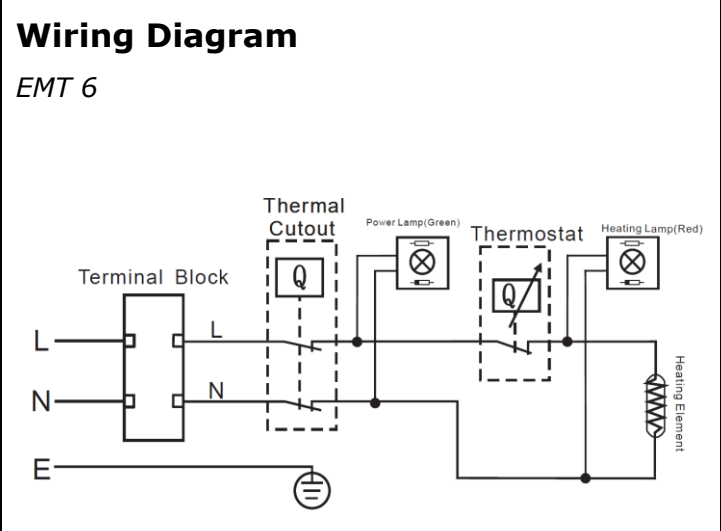 Wiring Diagram
EMT 6
Thermal
Cutout
Power Lamp(Green)
Thermostat
Heating Lamp(Red)
Q
Terminal Block
Q
L
L
N
N
Heating Element
E